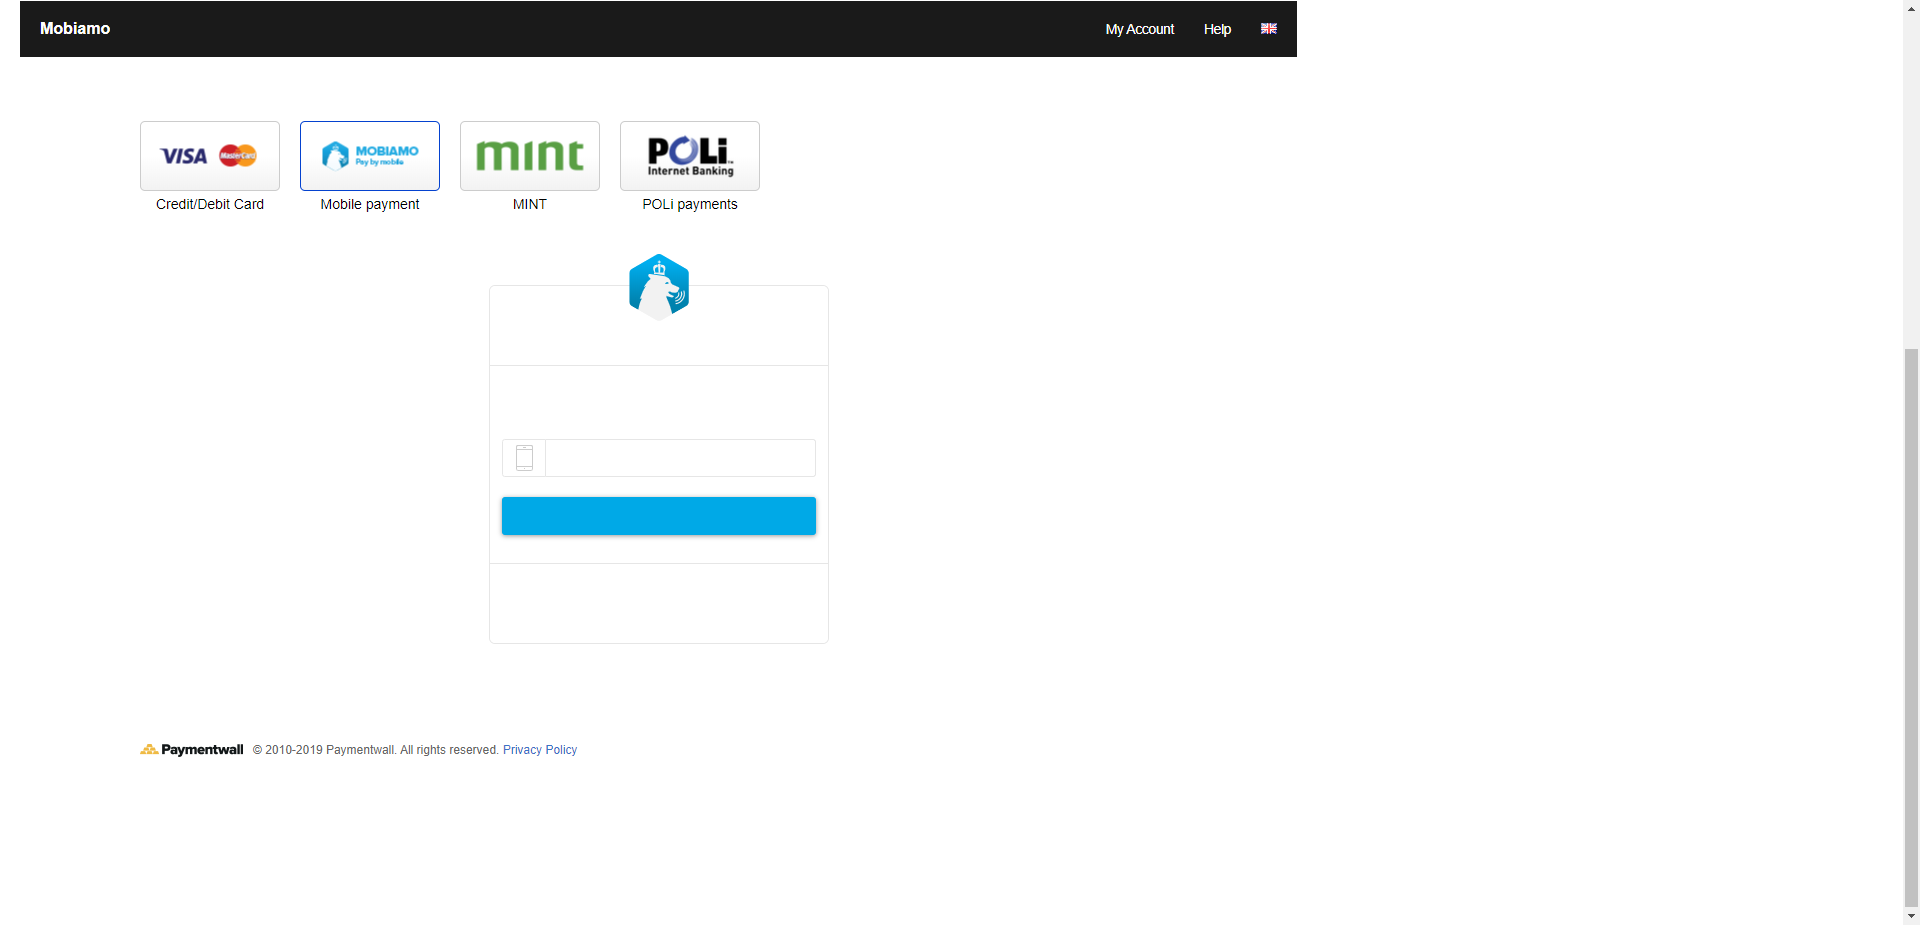 Mobiamo
My Account
Help
VISA MasterCard
MOBIAMO
Pay by mobile
mint
POLi™
Internet Banking
Credit/Debit Card
Mobile payment
MINT
POLi payments
Paymentwall © 2010-2019 Paymentwall. All rights reserved. Privacy Policy